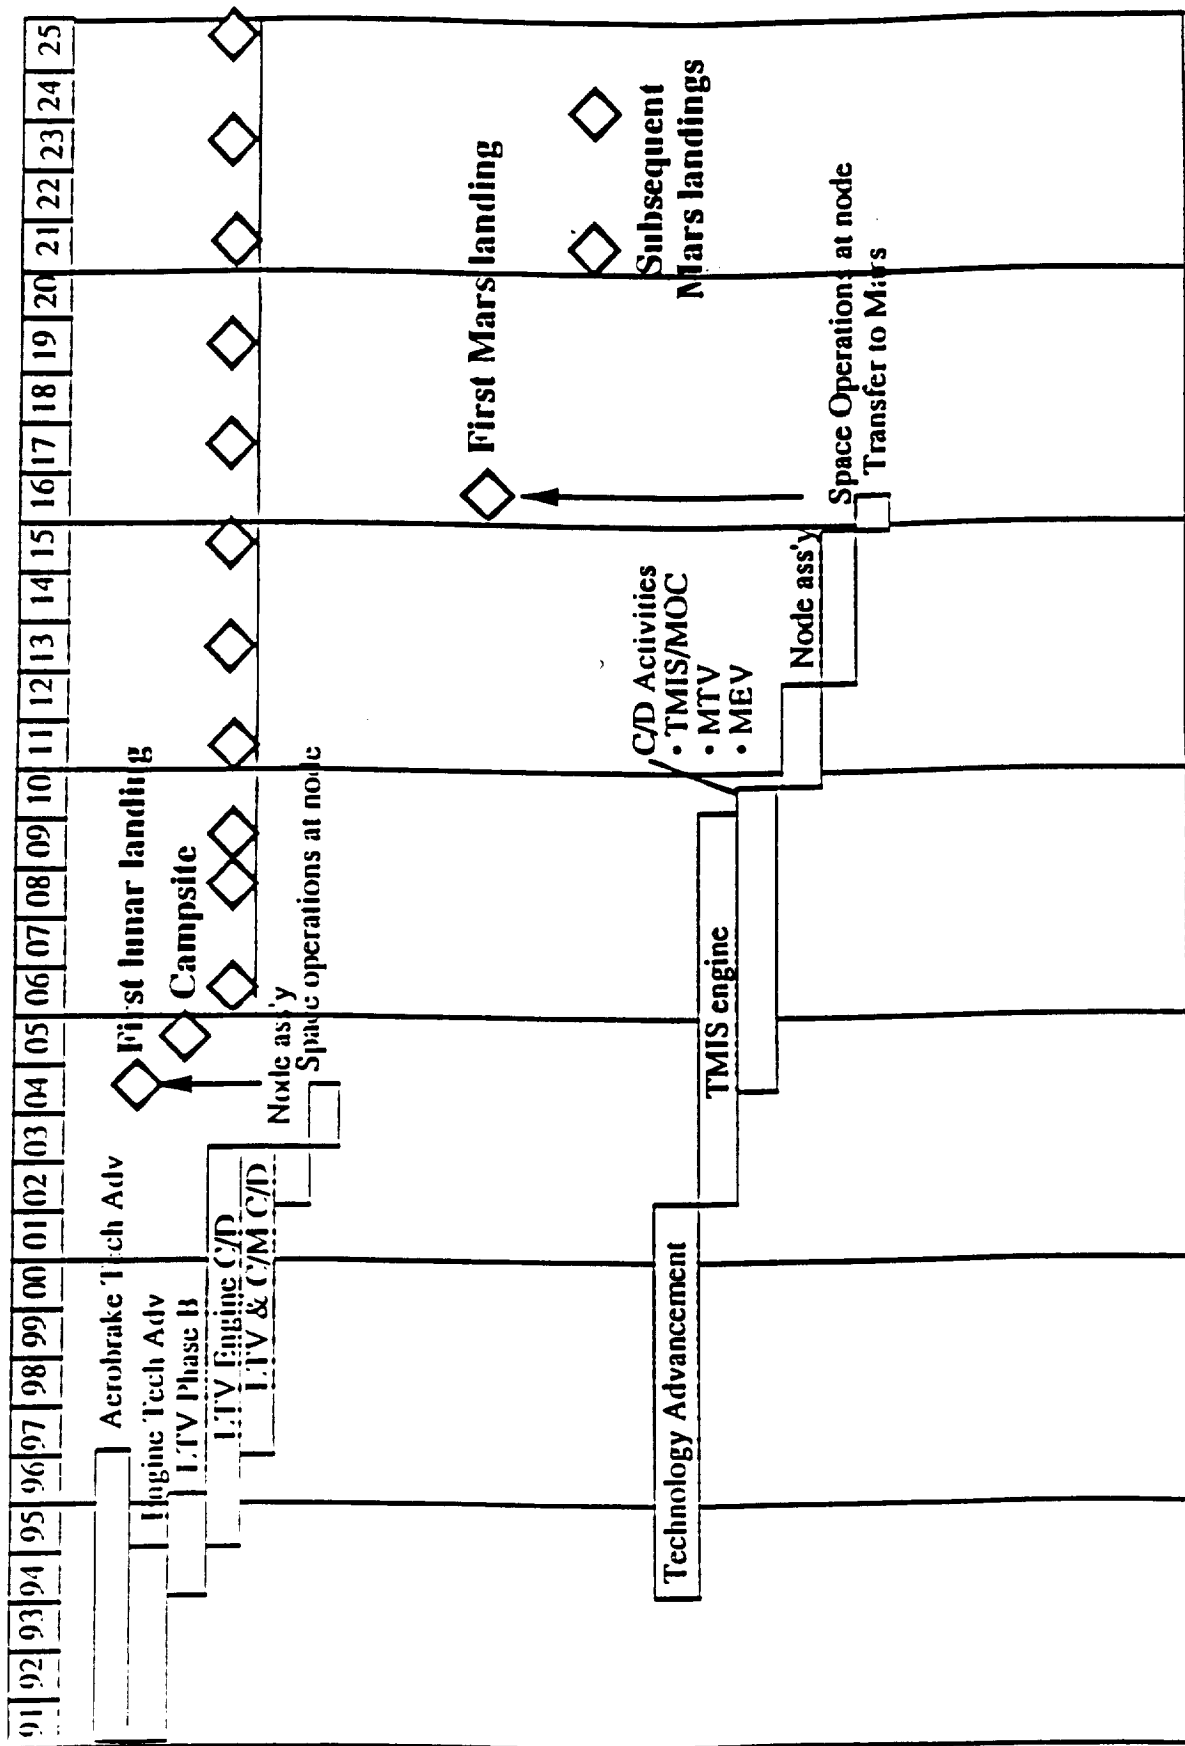 91 92 93 94 95 96 97 98 99 00 01 02 03 04 05 06 07 08 09 10 11 12 13 14 15 16 17 18 19 20 21 22 23 24 25
Aerobrake Tech Adv
First lunar landing
Engine Tech Adv
LTV Phase B
Campsite
LTV Engine C/D
LTV & C/M C/D
Node ass'y
Space operations at node
First Mars landing
Subsequent
Mars landings
Technology Advancement
TMIS engine
C/D Activities
• TMIS/MOC
• MTV
• MEV
Node ass'y
Space Operations at node
Transfer to Mars